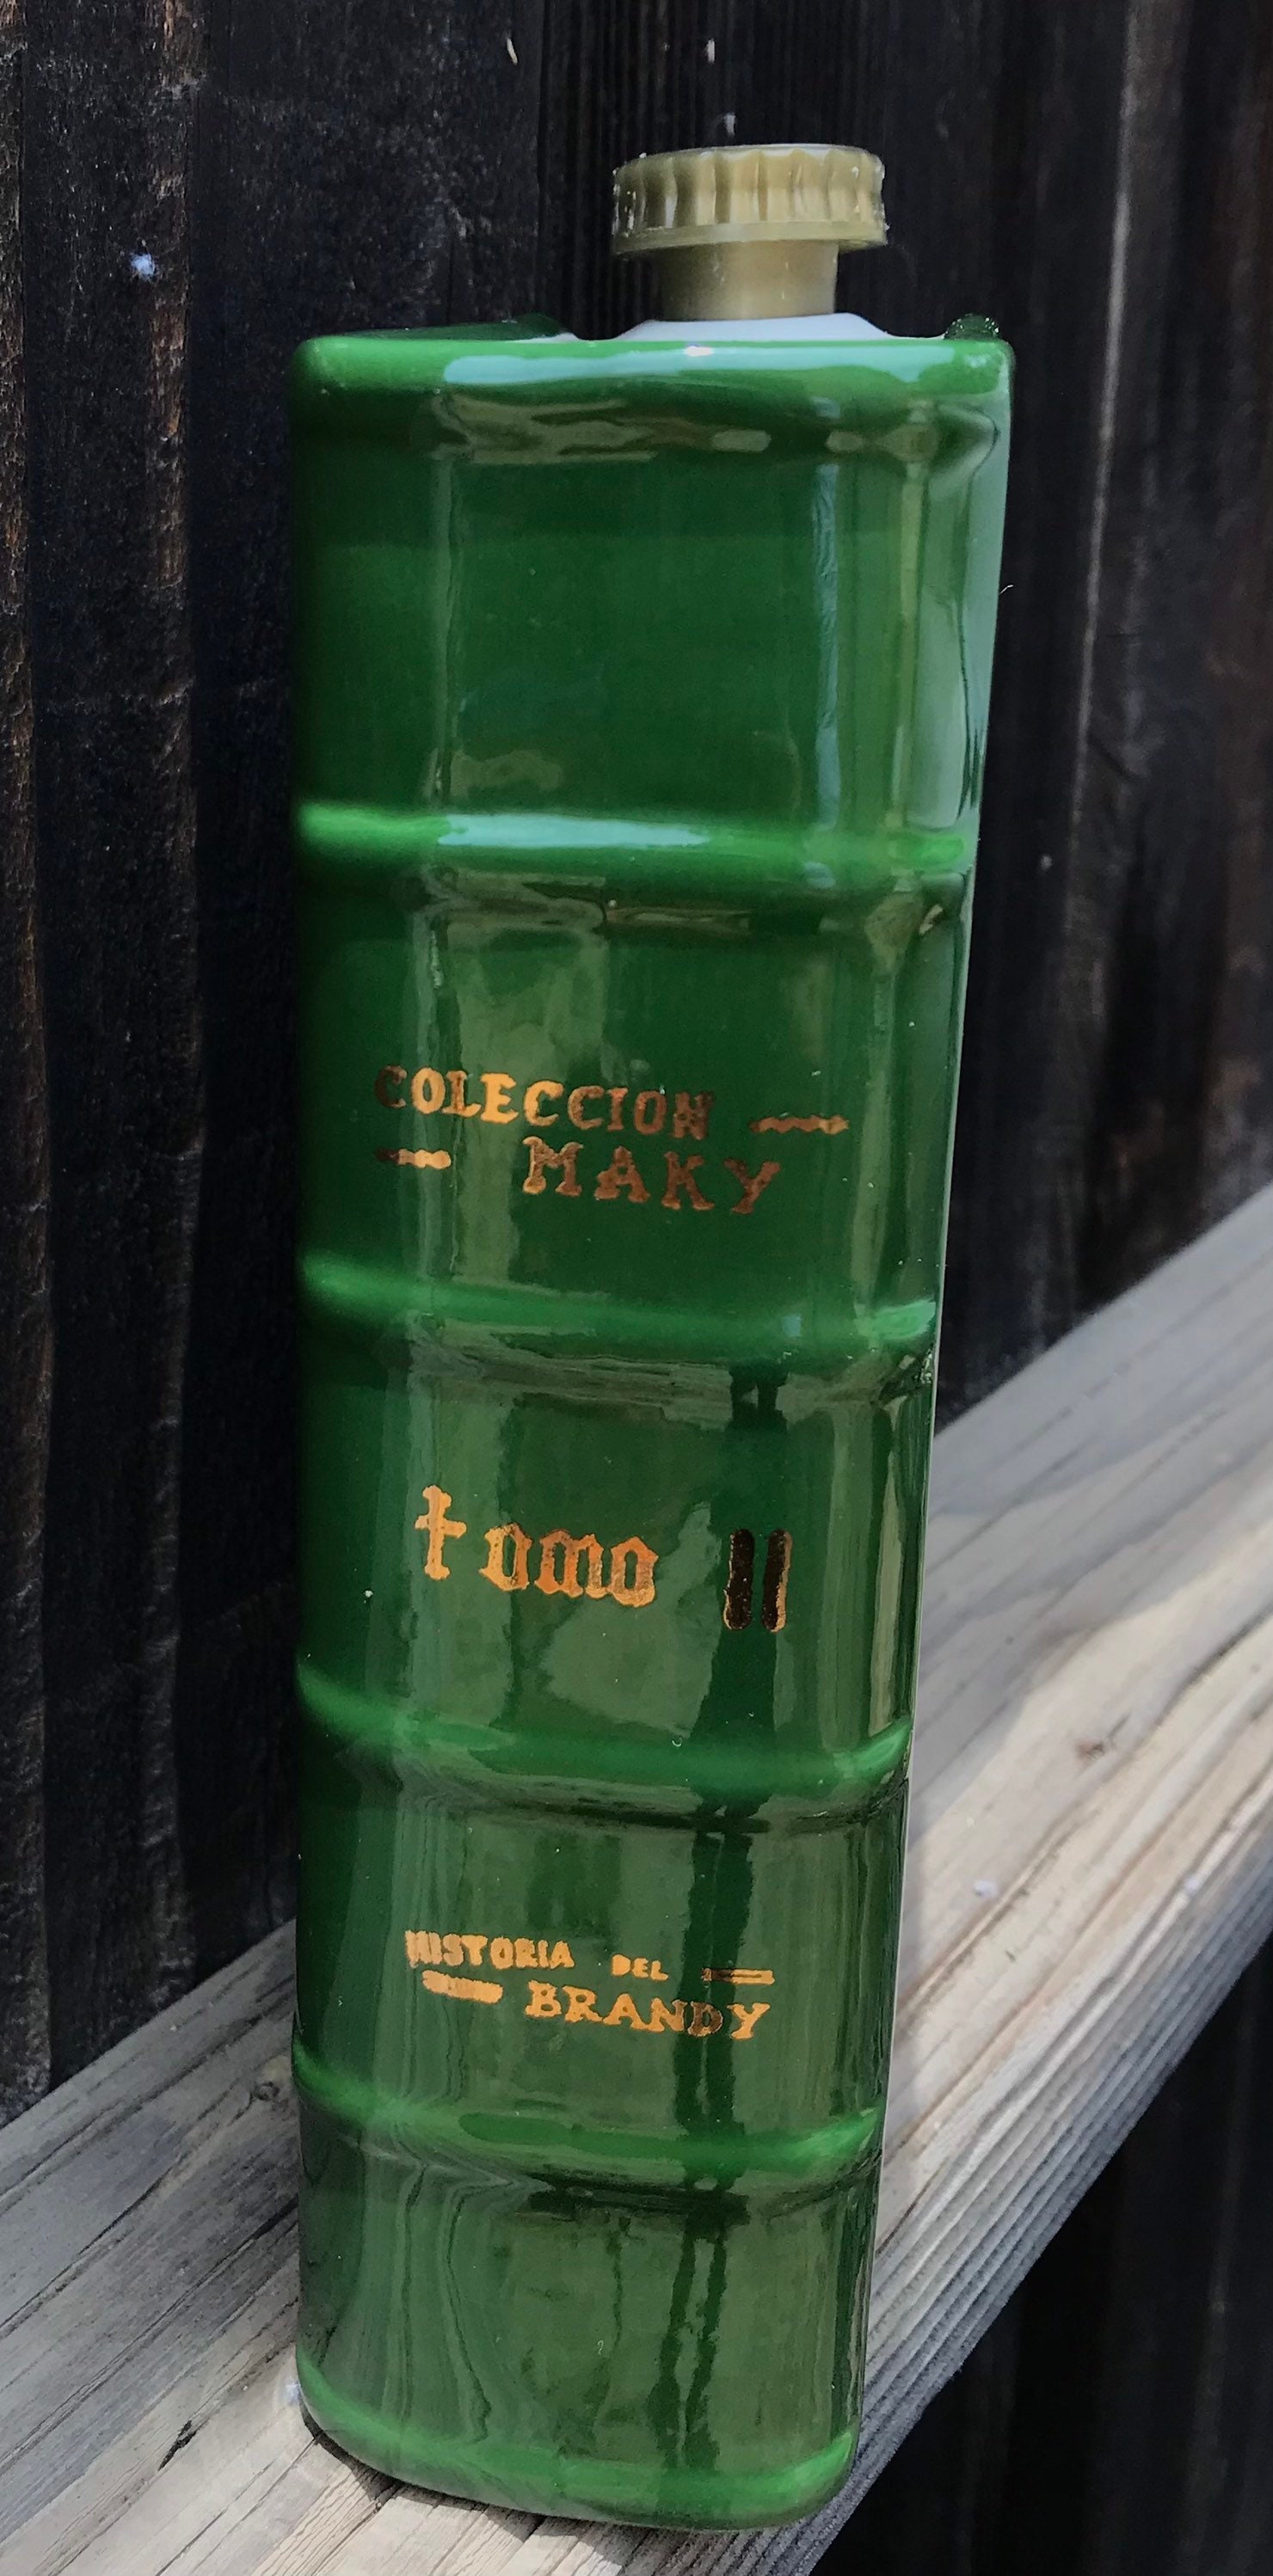 COLECCION
MAKY
tomo II
HISTORIA DEL
BRANDY